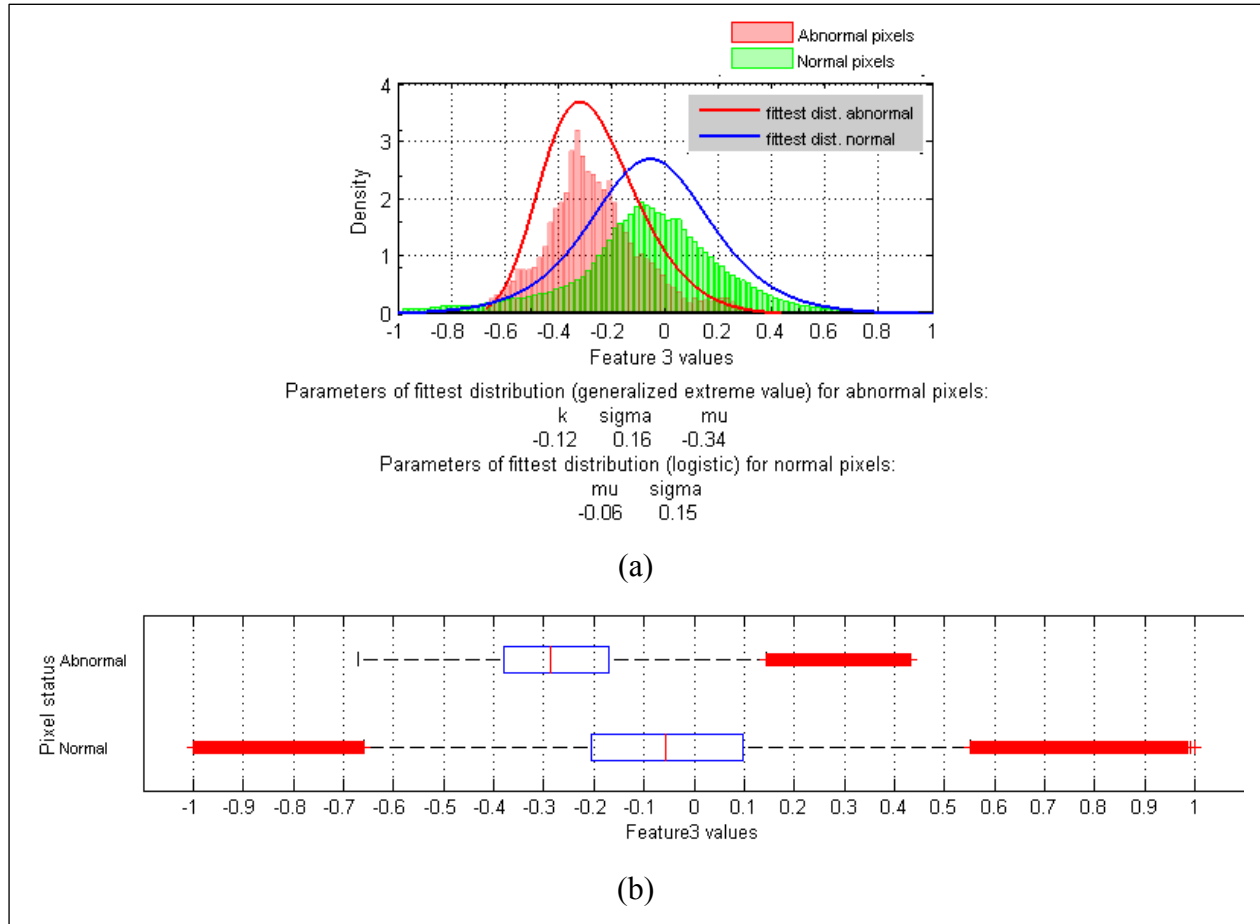 Abnormal pixels
Normal pixels
fittest dist. abnormal
fittest dist. normal
4
3
2
1
0
Density
-1 -0.8 -0.6 -0.4 -0.2 0 0.2 0.4 0.6 0.8 1
Feature 3 values
Parameters of fittest distribution (generalized extreme value) for abnormal pixels:
k sigma mu
-0.12 0.16 -0.34
Parameters of fittest distribution (logistic) for normal pixels:
mu sigma
-0.06 0.15
(a)
Pixel status
Abnormal
Normal
-1 -0.9 -0.8 -0.7 -0.6 -0.5 -0.4 -0.3 -0.2 -0.1 0 0.1 0.2 0.3 0.4 0.5 0.6 0.7 0.8 0.9 1
Feature3 values
(b)